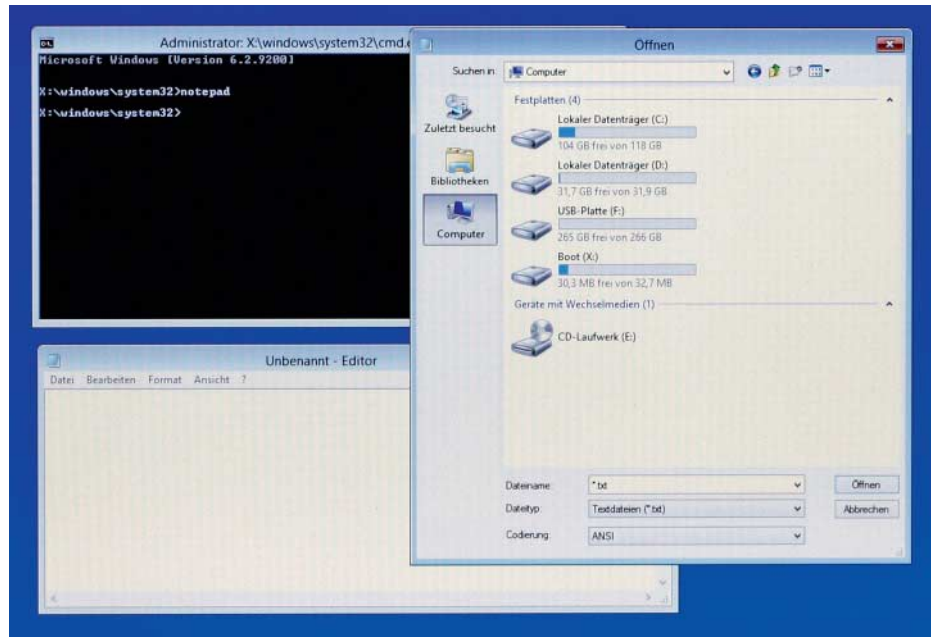 Administrator: X:\windows\system32\cmd.
Microsoft Windows [Version 6.2.9200]
X:\windows\system32>notepad
X:\windows\system32>
Unbenannt - Editor
Datei Bearbeiten Format Ansicht ?
Öffnen
Suchen in: Computer
Zuletzt besucht
Bibliotheken
Computer
Festplatten (4)
Lokaler Datenträger (C:)
104 GB frei von 118 GB
Lokaler Datenträger (D:)
31,7 GB frei von 31,9 GB
USB-Platte (F:)
265 GB frei von 266 GB
Boot (X:)
30,3 MB frei von 32,7 MB
Geräte mit Wechselmedien (1)
CD-Laufwerk (E:)
Dateiname: *.txt Öffnen
Dateityp: Textdateien (*.txt) Abbrechen
Codierung: ANSI